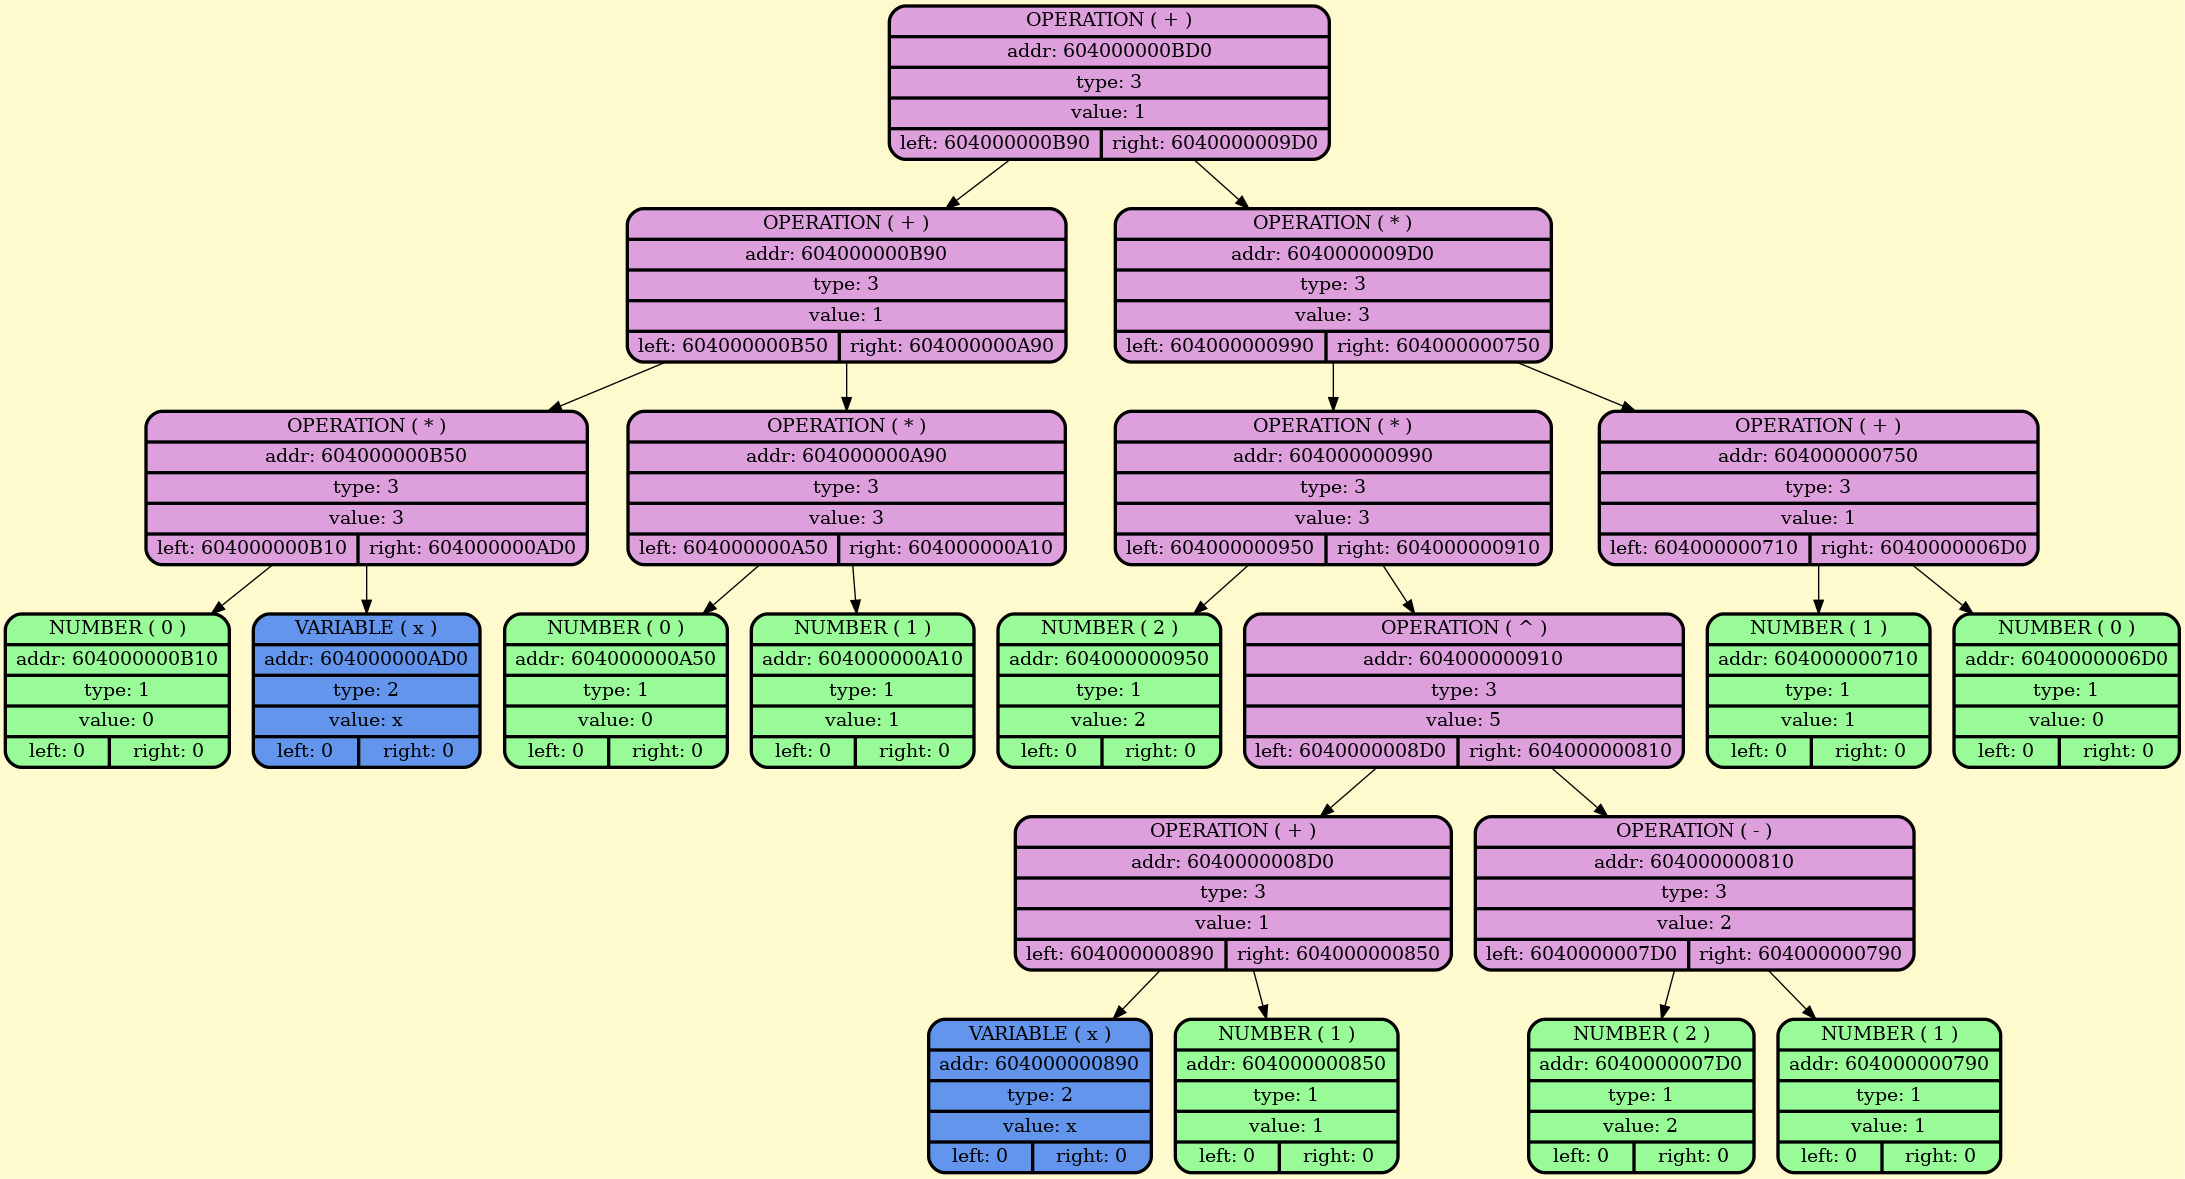 OPERATION ( + )
addr: 604000000BD0
type: 3
value: 1
left: 604000000B90 right: 6040000009D0
OPERATION ( + )
addr: 604000000B90
type: 3
value: 1
left: 604000000B50 right: 604000000A90
OPERATION ( * )
addr: 6040000009D0
type: 3
value: 3
left: 604000000990 right: 604000000750
OPERATION ( * )
addr: 604000000B50
type: 3
value: 3
left: 604000000B10 right: 604000000AD0
OPERATION ( * )
addr: 604000000A90
type: 3
value: 3
left: 604000000A50 right: 604000000A10
OPERATION ( * )
addr: 604000000990
type: 3
value: 3
left: 604000000950 right: 604000000910
OPERATION ( + )
addr: 604000000750
type: 3
value: 1
left: 604000000710 right: 6040000006D0
NUMBER ( 0 )
addr: 604000000B10
type: 1
value: 0
left: 0 right: 0
VARIABLE ( x )
addr: 604000000AD0
type: 2
value: x
left: 0 right: 0
NUMBER ( 0 )
addr: 604000000A50
type: 1
value: 0
left: 0 right: 0
NUMBER ( 1 )
addr: 604000000A10
type: 1
value: 1
left: 0 right: 0
NUMBER ( 2 )
addr: 604000000950
type: 1
value: 2
left: 0 right: 0
OPERATION ( ^ )
addr: 604000000910
type: 3
value: 5
left: 6040000008D0 right: 604000000810
NUMBER ( 1 )
addr: 604000000710
type: 1
value: 1
left: 0 right: 0
NUMBER ( 0 )
addr: 6040000006D0
type: 1
value: 0
left: 0 right: 0
OPERATION ( + )
addr: 6040000008D0
type: 3
value: 1
left: 604000000890 right: 604000000850
OPERATION ( - )
addr: 604000000810
type: 3
value: 2
left: 6040000007D0 right: 604000000790
VARIABLE ( x )
addr: 604000000890
type: 2
value: x
left: 0 right: 0
NUMBER ( 1 )
addr: 604000000850
type: 1
value: 1
left: 0 right: 0
NUMBER ( 2 )
addr: 6040000007D0
type: 1
value: 2
left: 0 right: 0
NUMBER ( 1 )
addr: 604000000790
type: 1
value: 1
left: 0 right: 0